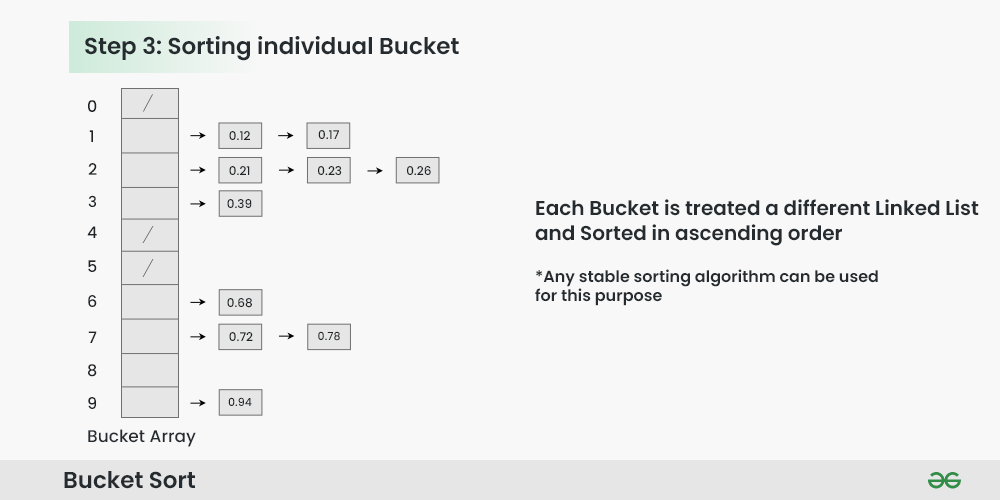 Step 3: Sorting individual Bucket
0 /
1 → 0.12 → 0.17
2 → 0.21 → 0.23 → 0.26
3 → 0.39
4 /
5 /
6 → 0.68
7 → 0.72 → 0.78
8
9 → 0.94
Bucket Array
Each Bucket is treated a different Linked List
and Sorted in ascending order
*Any stable sorting algorithm can be used
for this purpose
Bucket Sort